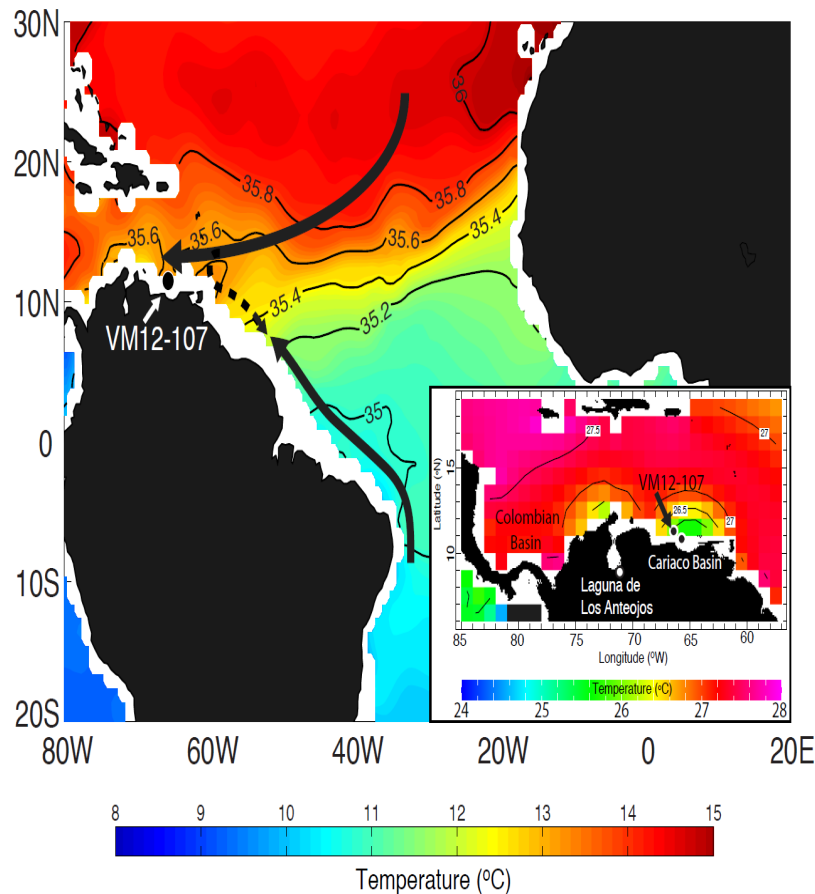 30N
20N
10N
0
10S
20S
80W
60W
40W
20W
0
20E
36
35.8
35.8
35.6
35.6
35.6
35.4
35.4
35.2
35
VM12-107
27.5
27
VM12-107
26.5
27
Colombian
Basin
Cariaco Basin
Laguna de
Los Anteojos
Latitude (ºN)
15
10
85
80
75
70
65
60
Longitude (ºW)
Temperature (ºC)
24
25
26
27
28
8
9
10
11
12
13
14
15
Temperature (ºC)